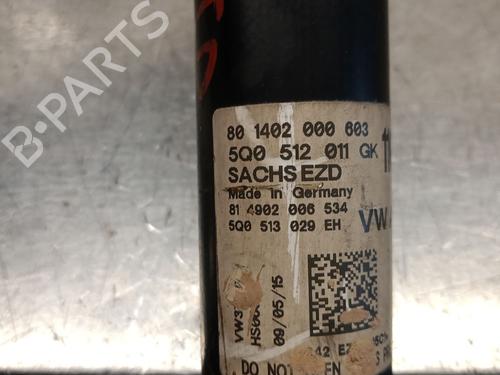 80 1402 000 603
5Q0 512 011 GK
SACHS EZD
Made in Germany
81 4902 006 534
5Q0 513 029 EH
VW
09/05/15
DO NOT
B-PARTS